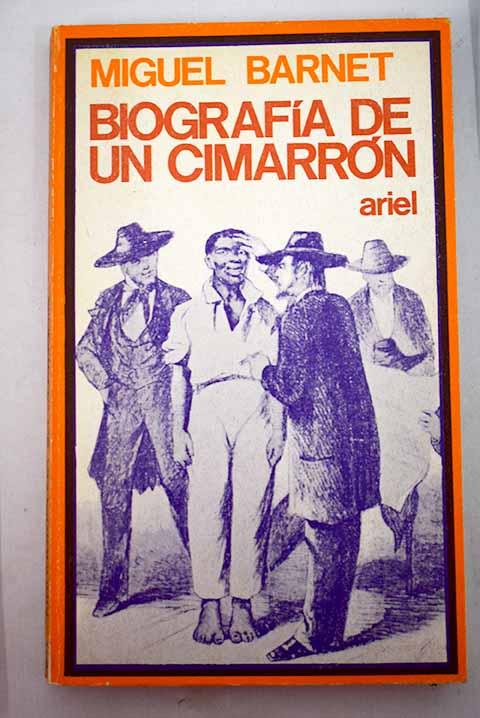 MIGUEL BARNET
BIOGRAFÍA DE
UN CIMARRÓN
ariel